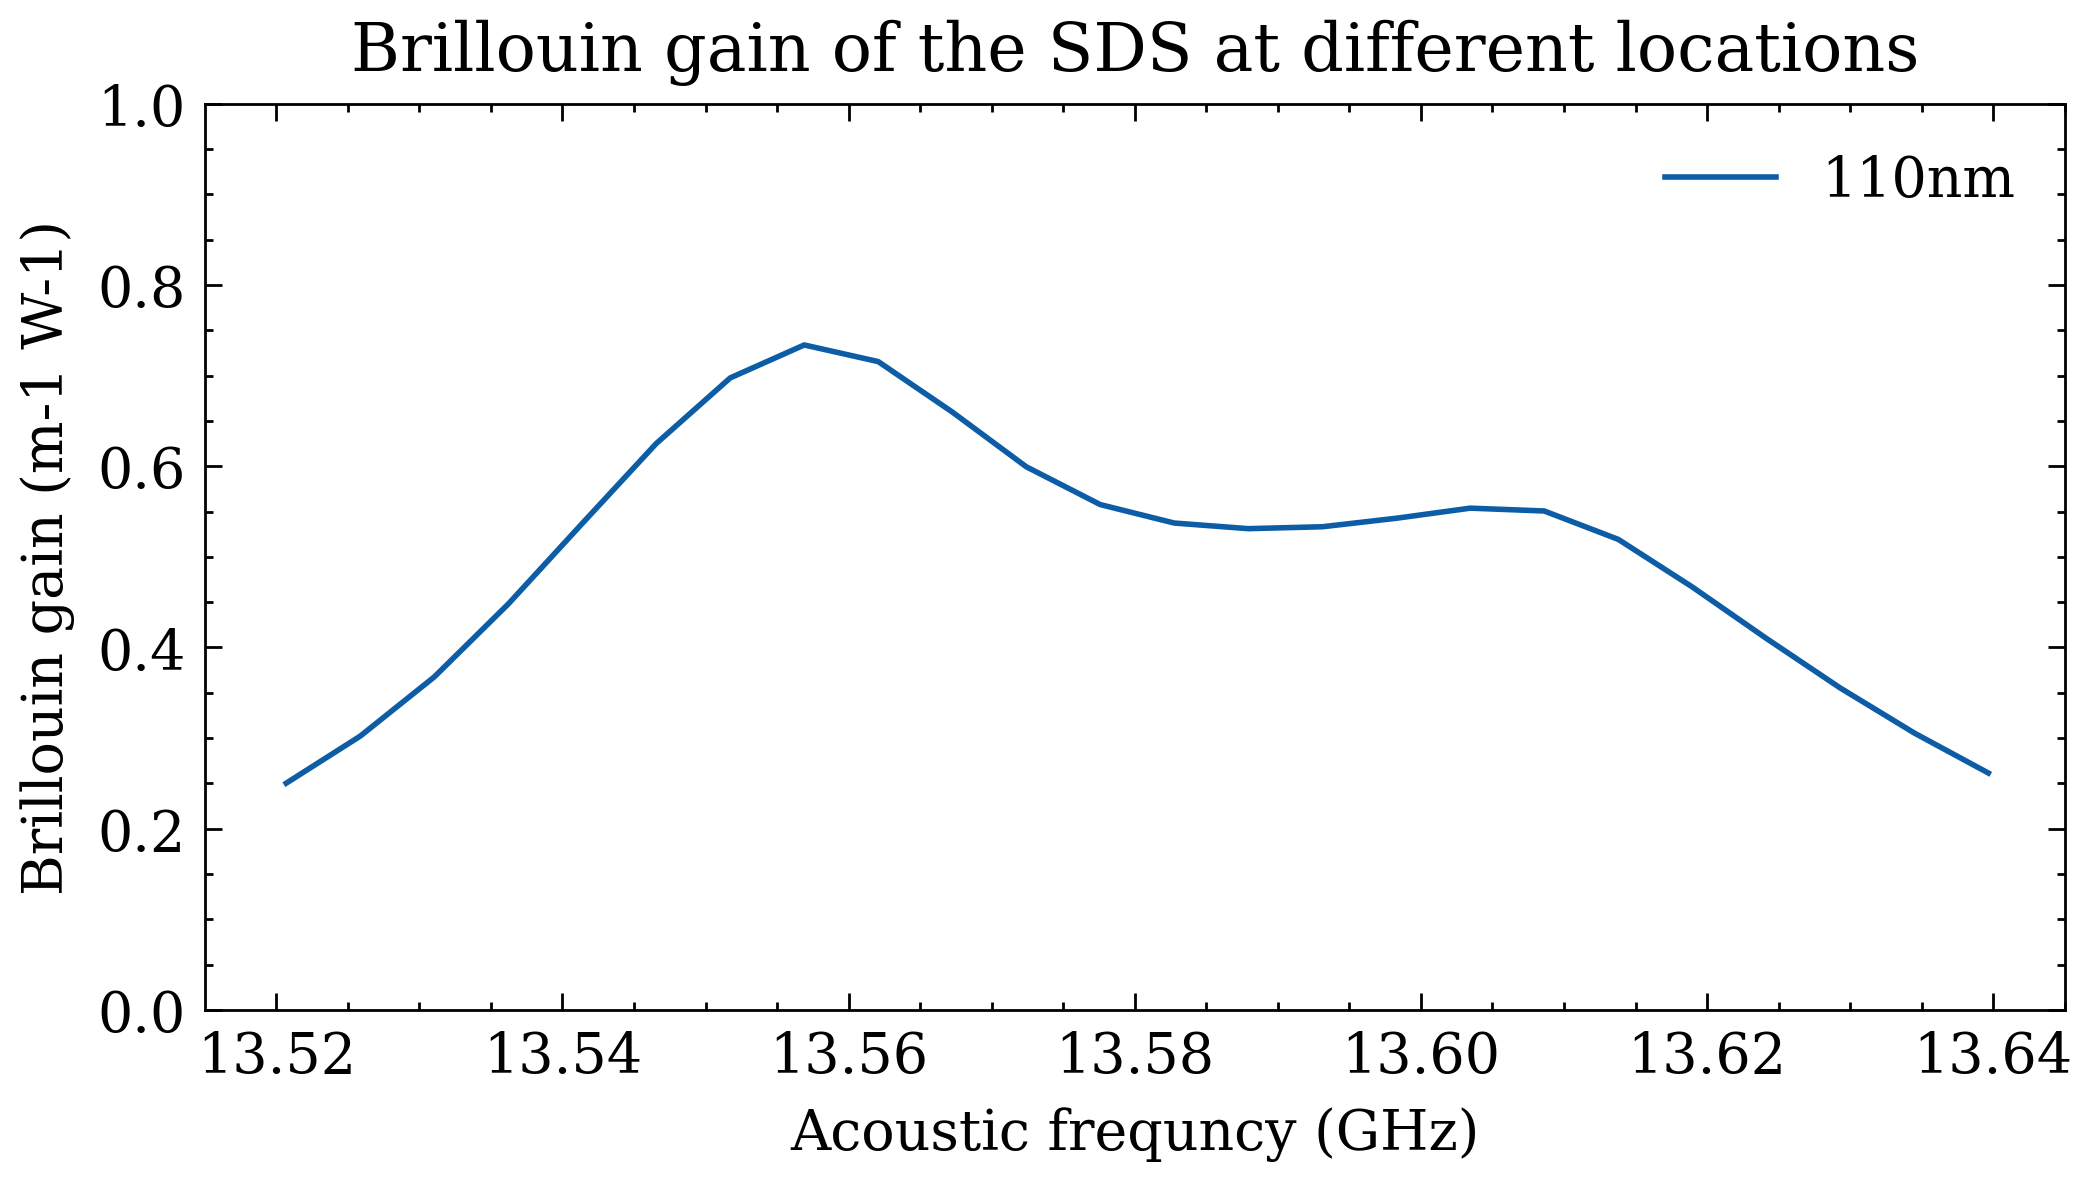 Brillouin gain of the SDS at different locations
110nm
Brillouin gain (m-1 W-1)
1.0
0.8
0.6
0.4
0.2
0.0
13.52 13.54 13.56 13.58 13.60 13.62 13.64
Acoustic frequncy (GHz)